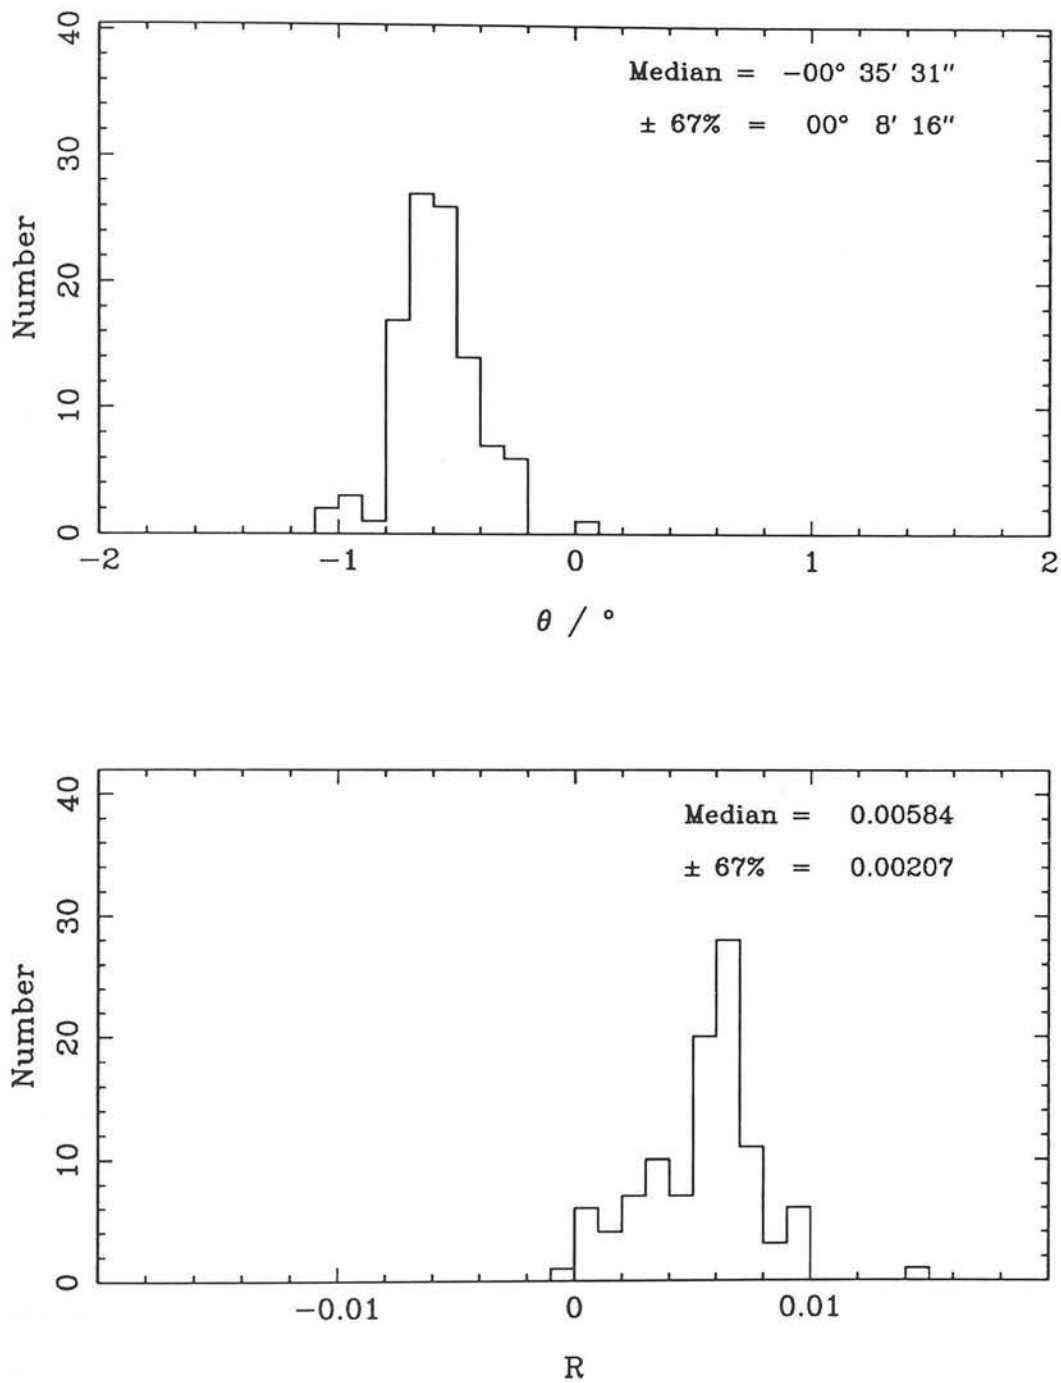 40
30
20
10
0
Number
Median = −00° 35′ 31″
± 67% = 00° 8′ 16″
−2 −1 0 1 2
θ / °
40
30
20
10
0
Number
Median = 0.00584
± 67% = 0.00207
−0.01 0 0.01
R